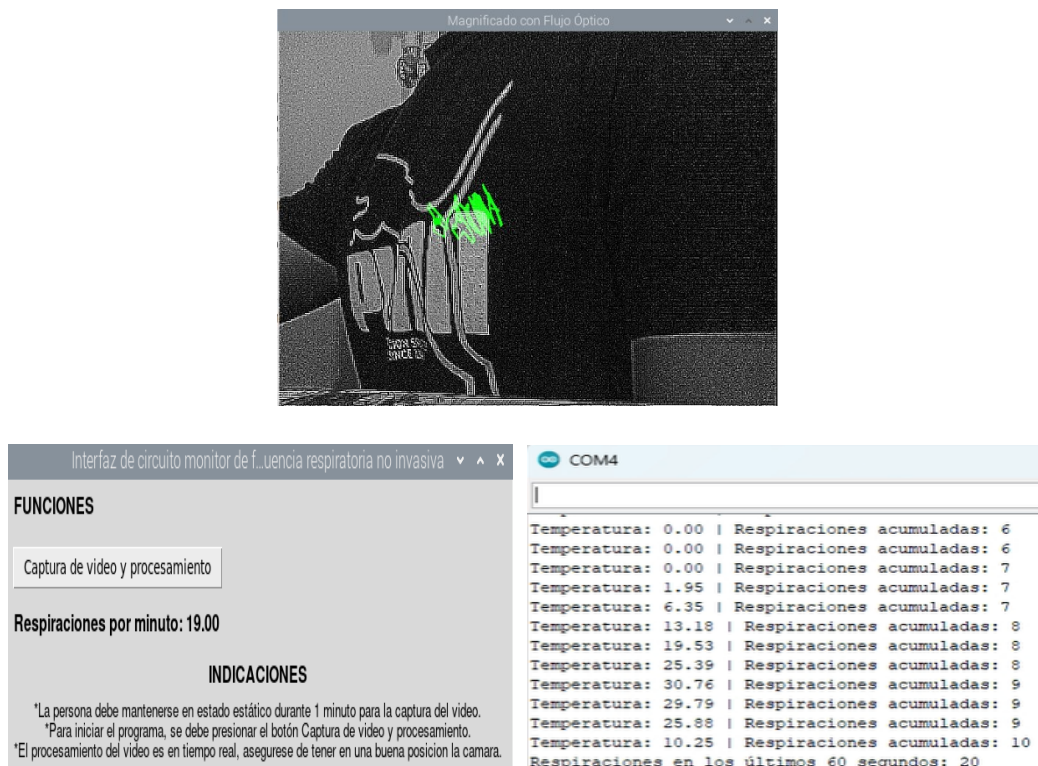 Magnificado con Flujo Óptico
SINCE
Interfaz de circuito monitor de f...uencia respiratoria no invasiva
FUNCIONES
Captura de video y procesamiento
Respiraciones por minuto: 19.00
INDICACIONES
*La persona debe mantenerse en estado estático durante 1 minuto para la captura del video.
*Para iniciar el programa, se debe presionar el botón Captura de video y procesamiento.
*El procesamiento del video es en tiempo real, asegurese de tener en una buena posicion la camara.
COM4
Temperatura: 0.00 | Respiraciones acumuladas: 6
Temperatura: 0.00 | Respiraciones acumuladas: 6
Temperatura: 0.00 | Respiraciones acumuladas: 7
Temperatura: 1.95 | Respiraciones acumuladas: 7
Temperatura: 6.35 | Respiraciones acumuladas: 7
Temperatura: 13.18 | Respiraciones acumuladas: 8
Temperatura: 19.53 | Respiraciones acumuladas: 8
Temperatura: 25.39 | Respiraciones acumuladas: 8
Temperatura: 30.76 | Respiraciones acumuladas: 9
Temperatura: 29.79 | Respiraciones acumuladas: 9
Temperatura: 25.88 | Respiraciones acumuladas: 9
Temperatura: 10.25 | Respiraciones acumuladas: 10
Respiraciones en los últimos 60 segundos: 20